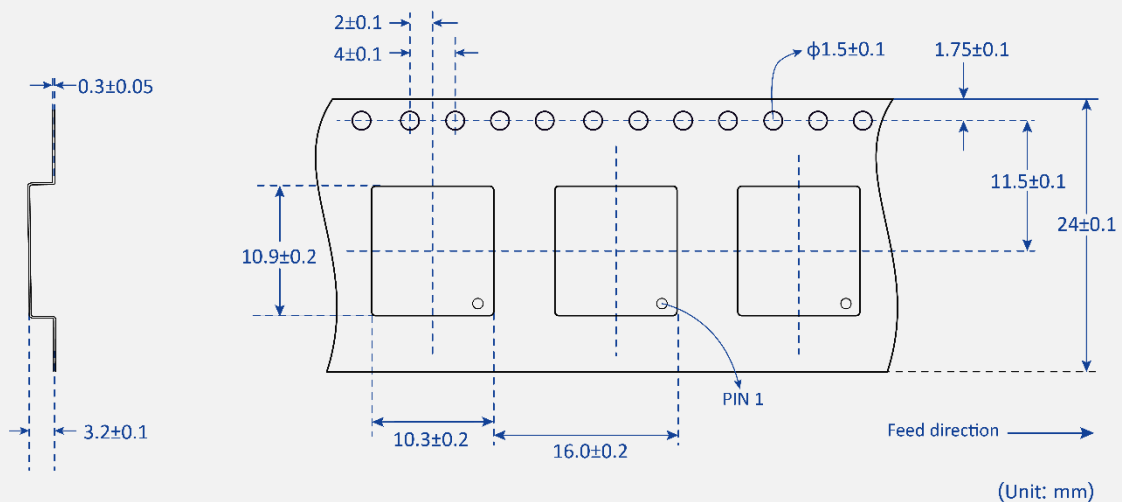 2±0.1
4±0.1
ϕ1.5±0.1
1.75±0.1
0.3±0.05
11.5±0.1
24±0.1
10.9±0.2
PIN 1
3.2±0.1
10.3±0.2
16.0±0.2
Feed direction
(Unit: mm)